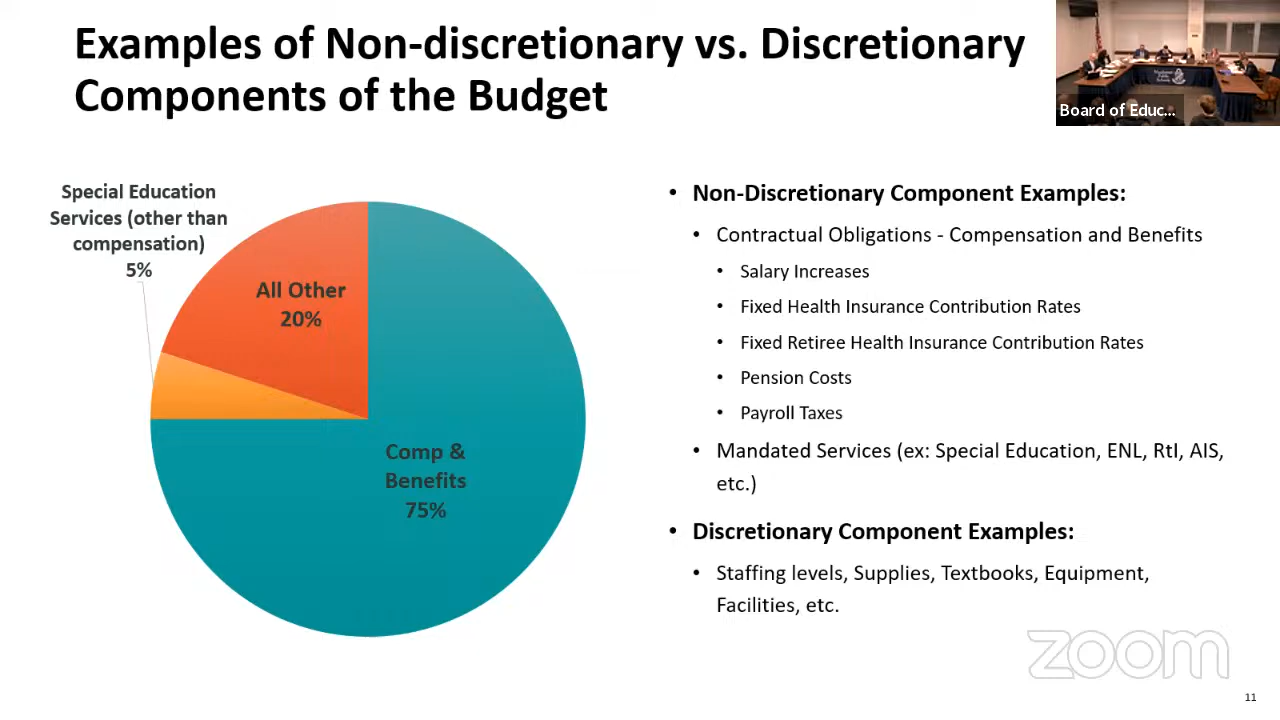 Examples of Non-discretionary vs. Discretionary
Components of the Budget
Board of Educ...
Special Education
Services (other than
compensation)
5%
All Other
20%
Comp &
Benefits
75%
• Non-Discretionary Component Examples:
• Contractual Obligations - Compensation and Benefits
• Salary Increases
• Fixed Health Insurance Contribution Rates
• Fixed Retiree Health Insurance Contribution Rates
• Pension Costs
• Payroll Taxes
• Mandated Services (ex: Special Education, ENL, RtI, AIS,
etc.)
• Discretionary Component Examples:
• Staffing levels, Supplies, Textbooks, Equipment,
Facilities, etc.
zoom
11